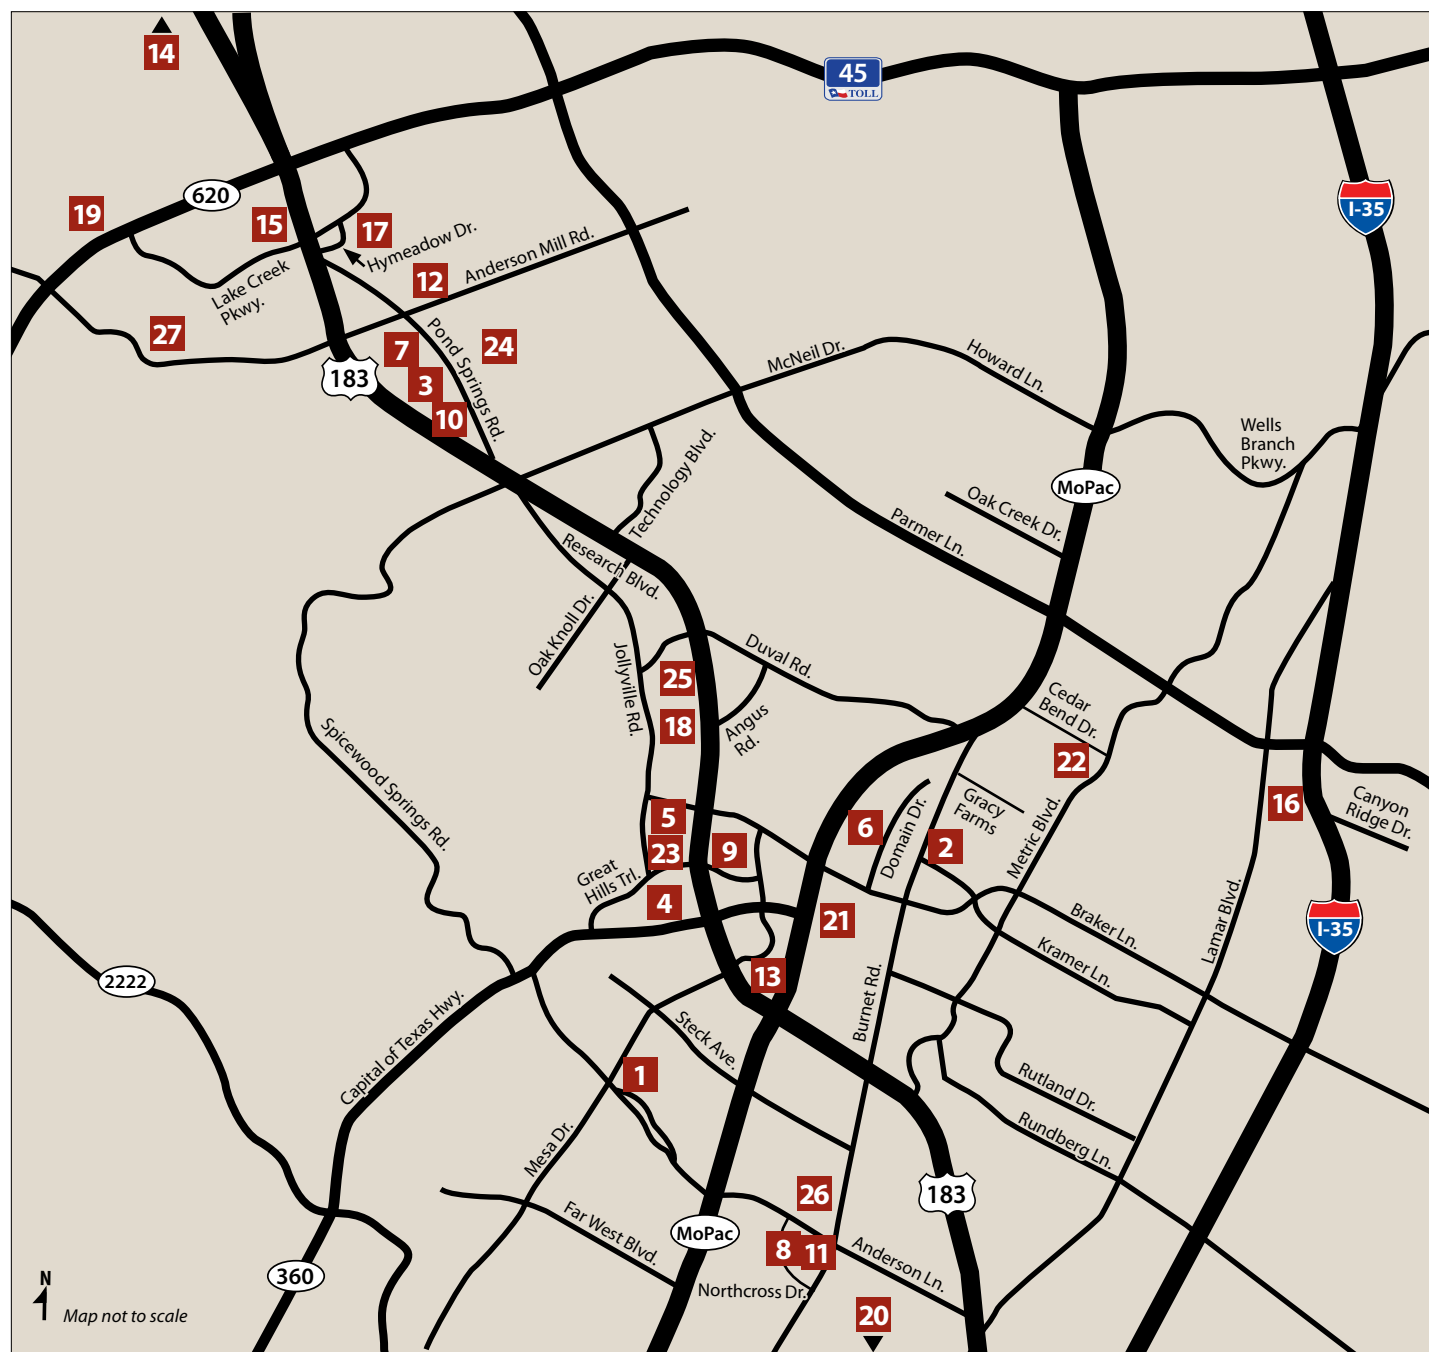 14
45
TOLL
620
I-35
19
15
17
Hymeadow Dr.
12
Anderson Mill Rd.
Lake Creek
Pkwy.
27
7
Pond Springs Rd.
24
183
3
10
McNeil Dr.
Howard Ln.
Wells
Branch
Pkwy.
Technology Blvd.
MoPac
Oak Creek Dr.
Parmer Ln.
Research Blvd.
Oak Knoll Dr.
Jollyville Rd.
Duval Rd.
25
18
Angus
Rd.
Cedar
Bend Dr.
22
Spicewood Springs Rd.
5
6
Domain Dr.
Gracy
Farms
Metric Blvd.
16
Canyon
Ridge Dr.
23
9
2
Great
Hills Trl.
4
21
Braker Ln.
Kramer Ln.
Lamar Blvd.
I-35
2222
13
Burnet Rd.
Capital of Texas Hwy.
Steck Ave.
1
Rutland Dr.
Rundberg Ln.
Mesa Dr.
26
183
Far West Blvd.
MoPac
8
11
Anderson Ln.
360
Northcross Dr.
N
Map not to scale
20